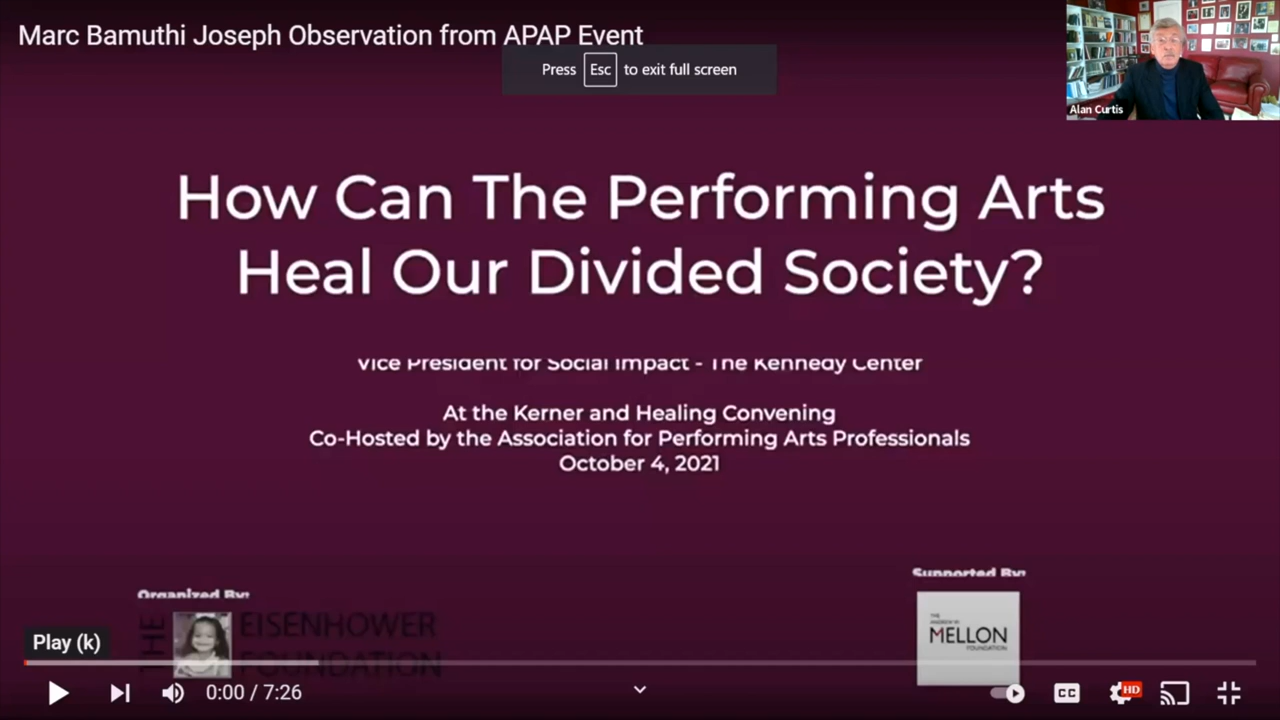 Marc Bamuthi Joseph Observation from APAP Event
Press Esc to exit full screen
Alan Curtis
How Can The Performing Arts
Heal Our Divided Society?
Vice President for Social Impact - The Kennedy Center
At the Kerner and Healing Convening
Co-Hosted by the Association for Performing Arts Professionals
October 4, 2021
Organized By:
Supported By:
THE
EISENHOWER
FOUNDATION
THE
ANDREW W.
MELLON
FOUNDATION
Play (k)
0:00 / 7:26
CC
HD